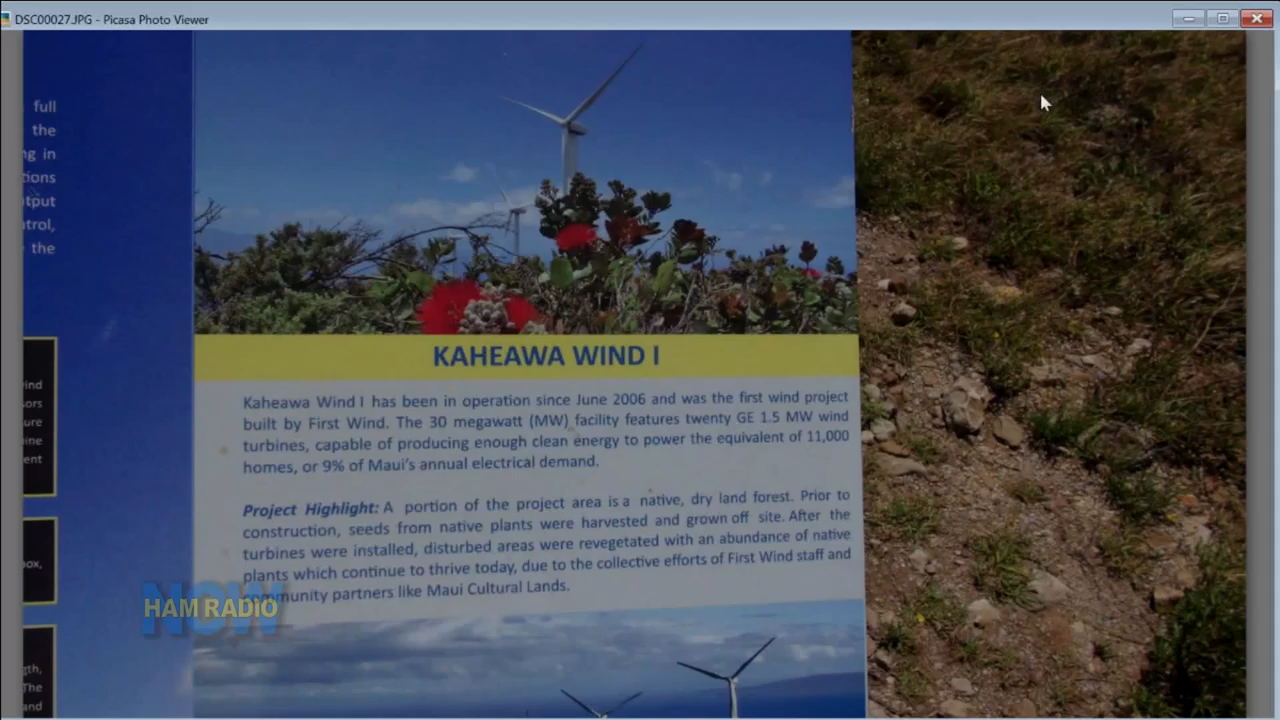 DSC00027.JPG - Picasa Photo Viewer
full
the
in
the
KAHEAWA WIND I
Kaheawa Wind I has been in operation since June 2006 and was the first wind project
built by First Wind. The 30 megawatt (MW) facility features twenty GE 1.5 MW wind
turbines, capable of producing enough clean energy to power the equivalent of 11,000
homes, or 9% of Maui's annual electrical demand.
Project Highlight: A portion of the project area is a native, dry land forest. Prior to
construction, seeds from native plants were harvested and grown off site. After the
turbines were installed, disturbed areas were revegetated with an abundance of native
plants which continue to thrive today, due to the collective efforts of First Wind staff and
community partners like Maui Cultural Lands.
The
and
NOW
HAM RADIO